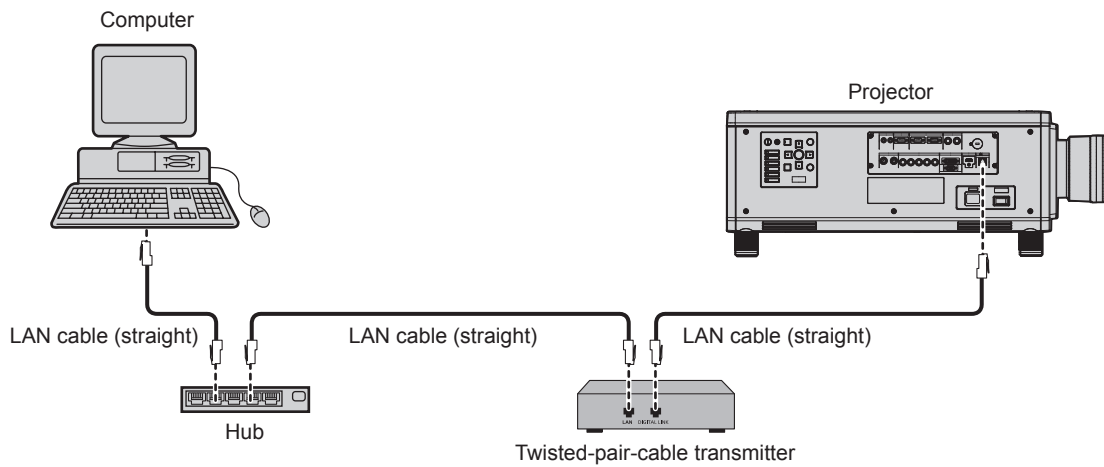 Computer
Projector
LAN cable (straight)
LAN cable (straight)
LAN cable (straight)
LAN
DIGITAL LINK
Hub
Twisted-pair-cable transmitter